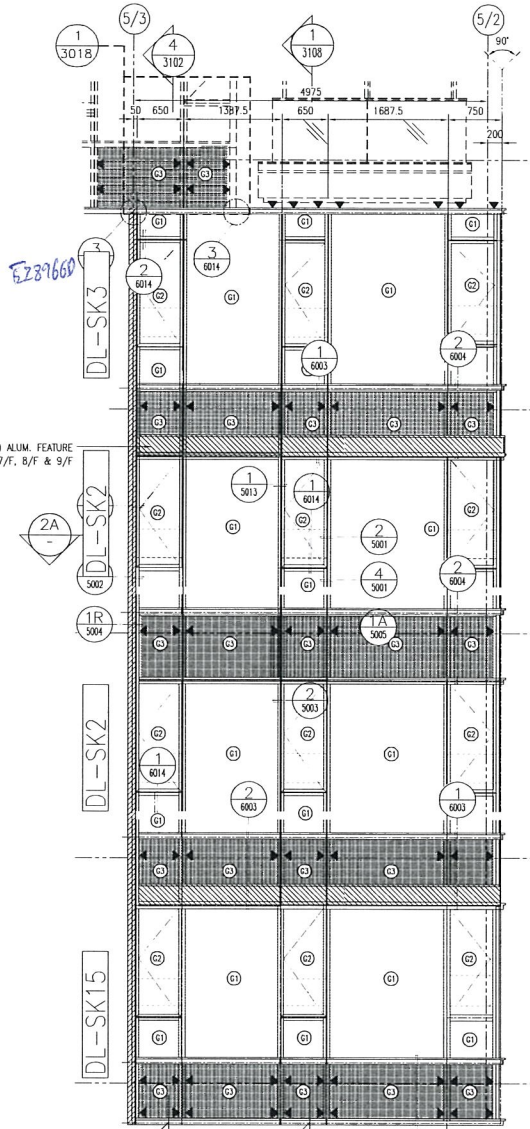 5/3
5/2
1
3018
4
3102
1
3108
90°
4975
50 650 1387.5 650 1687.5 750
200
G3 G3
G1 G1 G1
3
EZ89660
2
6014
3
6014
DL-SK3
G2 G1 G2 G1 G2
1
6003
2
6004
G1 G1
G3 G3 G3 G3 G3
ALUM. FEATURE
7/F, 8/F & 9/F
DL-SK2
1
5013
1
6014
G2 G1 G2 G1 G2
2A
-
2
5001
5002
4
5001
2
6004
G1
1R
5004
1A
5005
G3 G3 G3 G3 G3
2
5003
DL-SK2
G2 G1 G2 G1 G2
1
6014
2
6003
1
6003
G1 G1
G3 G3 G3 G3 G3
DL-SK15
G2 G1 G2 G1 G2
G1 G1 G1
G3 G3 G3 G3 G3